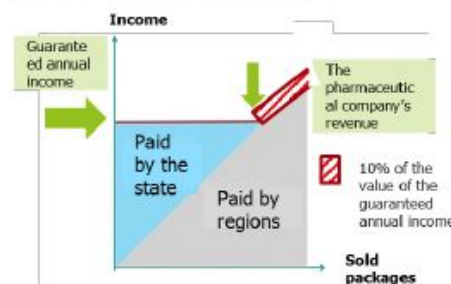 Income
Guarante
ed annual
income
The
pharmaceutic
al company's
revenue
Paid
by the
state
Paid by
regions
10% of the
value of the
guaranteed
annual income
Sold
packages